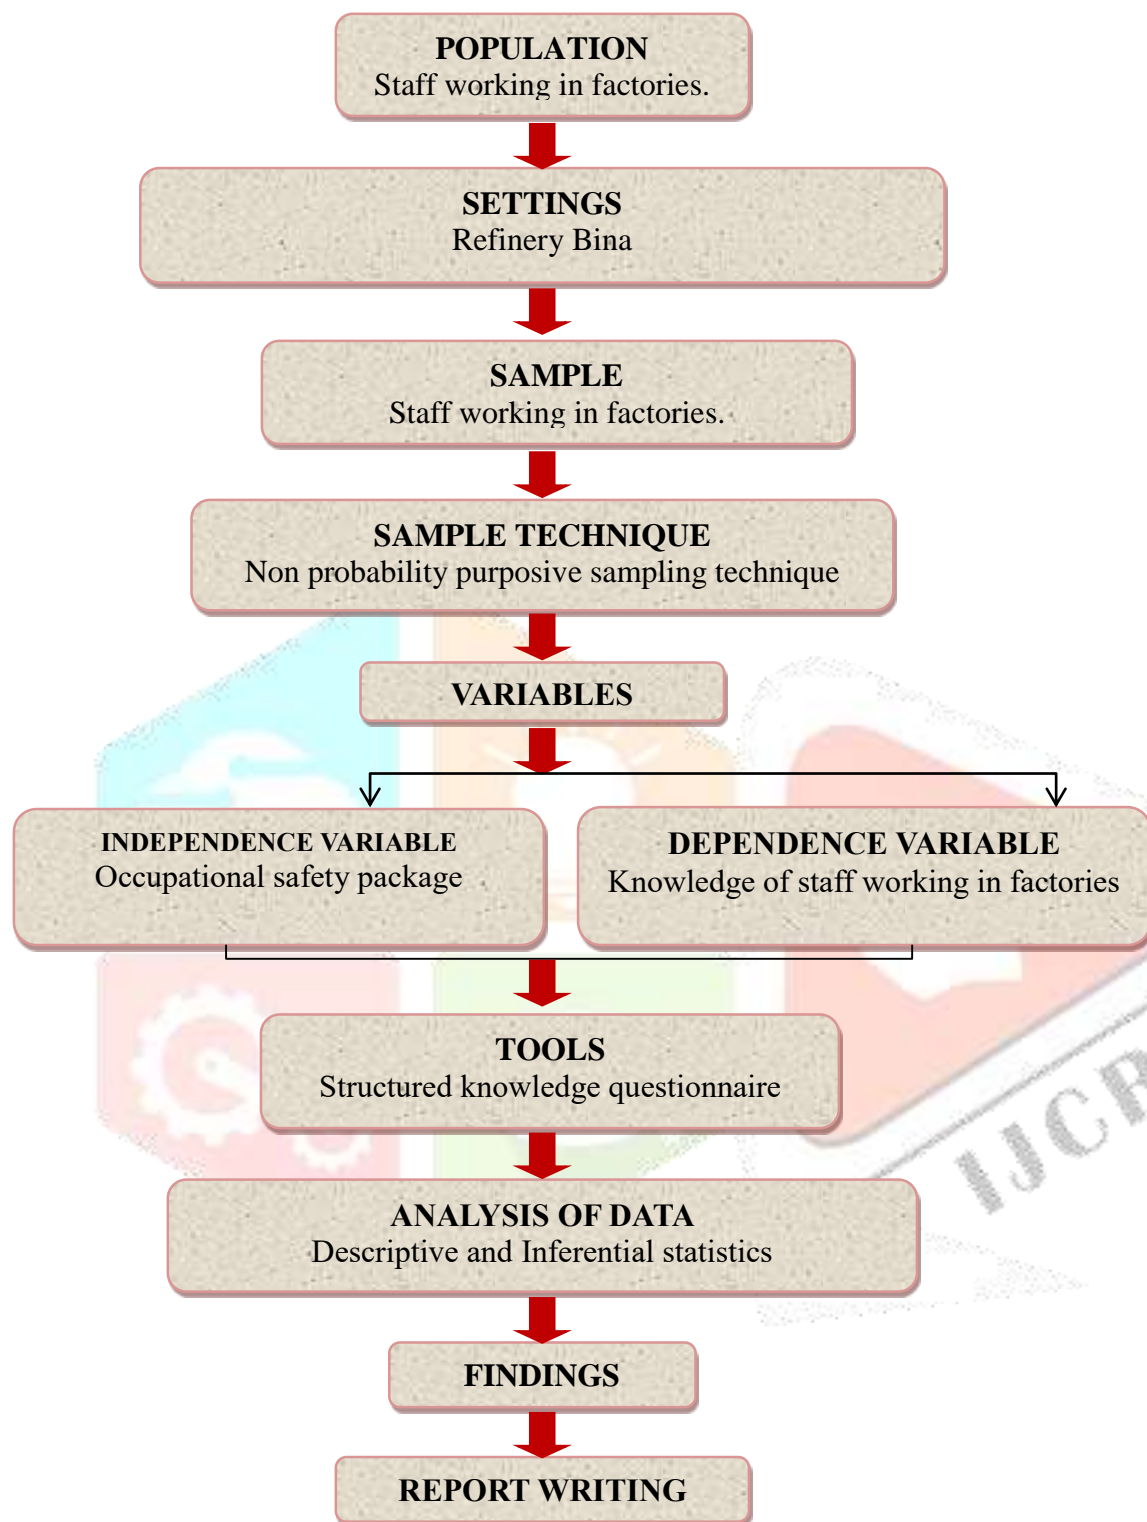 POPULATION
Staff working in factories.
SETTINGS
Refinery Bina
SAMPLE
Staff working in factories.
SAMPLE TECHNIQUE
Non probability purposive sampling technique
VARIABLES
INDEPENDENCE VARIABLE
Occupational safety package
DEPENDENCE VARIABLE
Knowledge of staff working in factories
TOOLS
Structured knowledge questionnaire
IJCR
ANALYSIS OF DATA
Descriptive and Inferential statistics
FINDINGS
REPORT WRITING